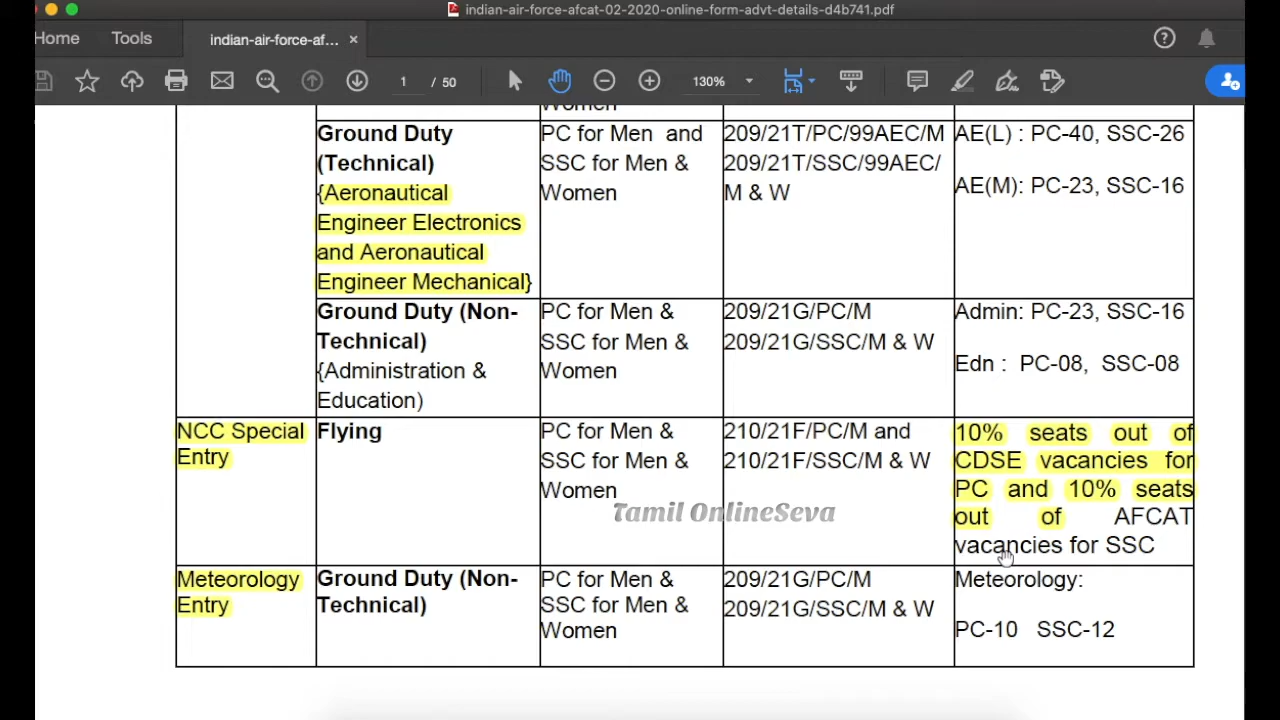 indian-air-force-afcat-02-2020-online-form-advt-details-d4b741.pdf
Home
Tools
indian-air-force-af...
1
/ 50
130%
Women
Ground Duty
(Technical)
{Aeronautical
Engineer Electronics
and Aeronautical
Engineer Mechanical}
PC for Men and
SSC for Men &
Women
209/21T/PC/99AEC/M
209/21T/SSC/99AEC/
M & W
AE(L) : PC-40, SSC-26
AE(M): PC-23, SSC-16
Ground Duty (Non-
Technical)
{Administration &
Education)
PC for Men &
SSC for Men &
Women
209/21G/PC/M
209/21G/SSC/M & W
Admin: PC-23, SSC-16
Edn : PC-08, SSC-08
NCC Special
Entry
Flying
PC for Men &
SSC for Men &
Women
210/21F/PC/M and
210/21F/SSC/M & W
10% seats out of
CDSE vacancies for
PC and 10% seats
out of AFCAT
vacancies for SSC
Tamil OnlineSeva
Meteorology
Entry
Ground Duty (Non-
Technical)
PC for Men &
SSC for Men &
Women
209/21G/PC/M
209/21G/SSC/M & W
Meteorology:
PC-10 SSC-12